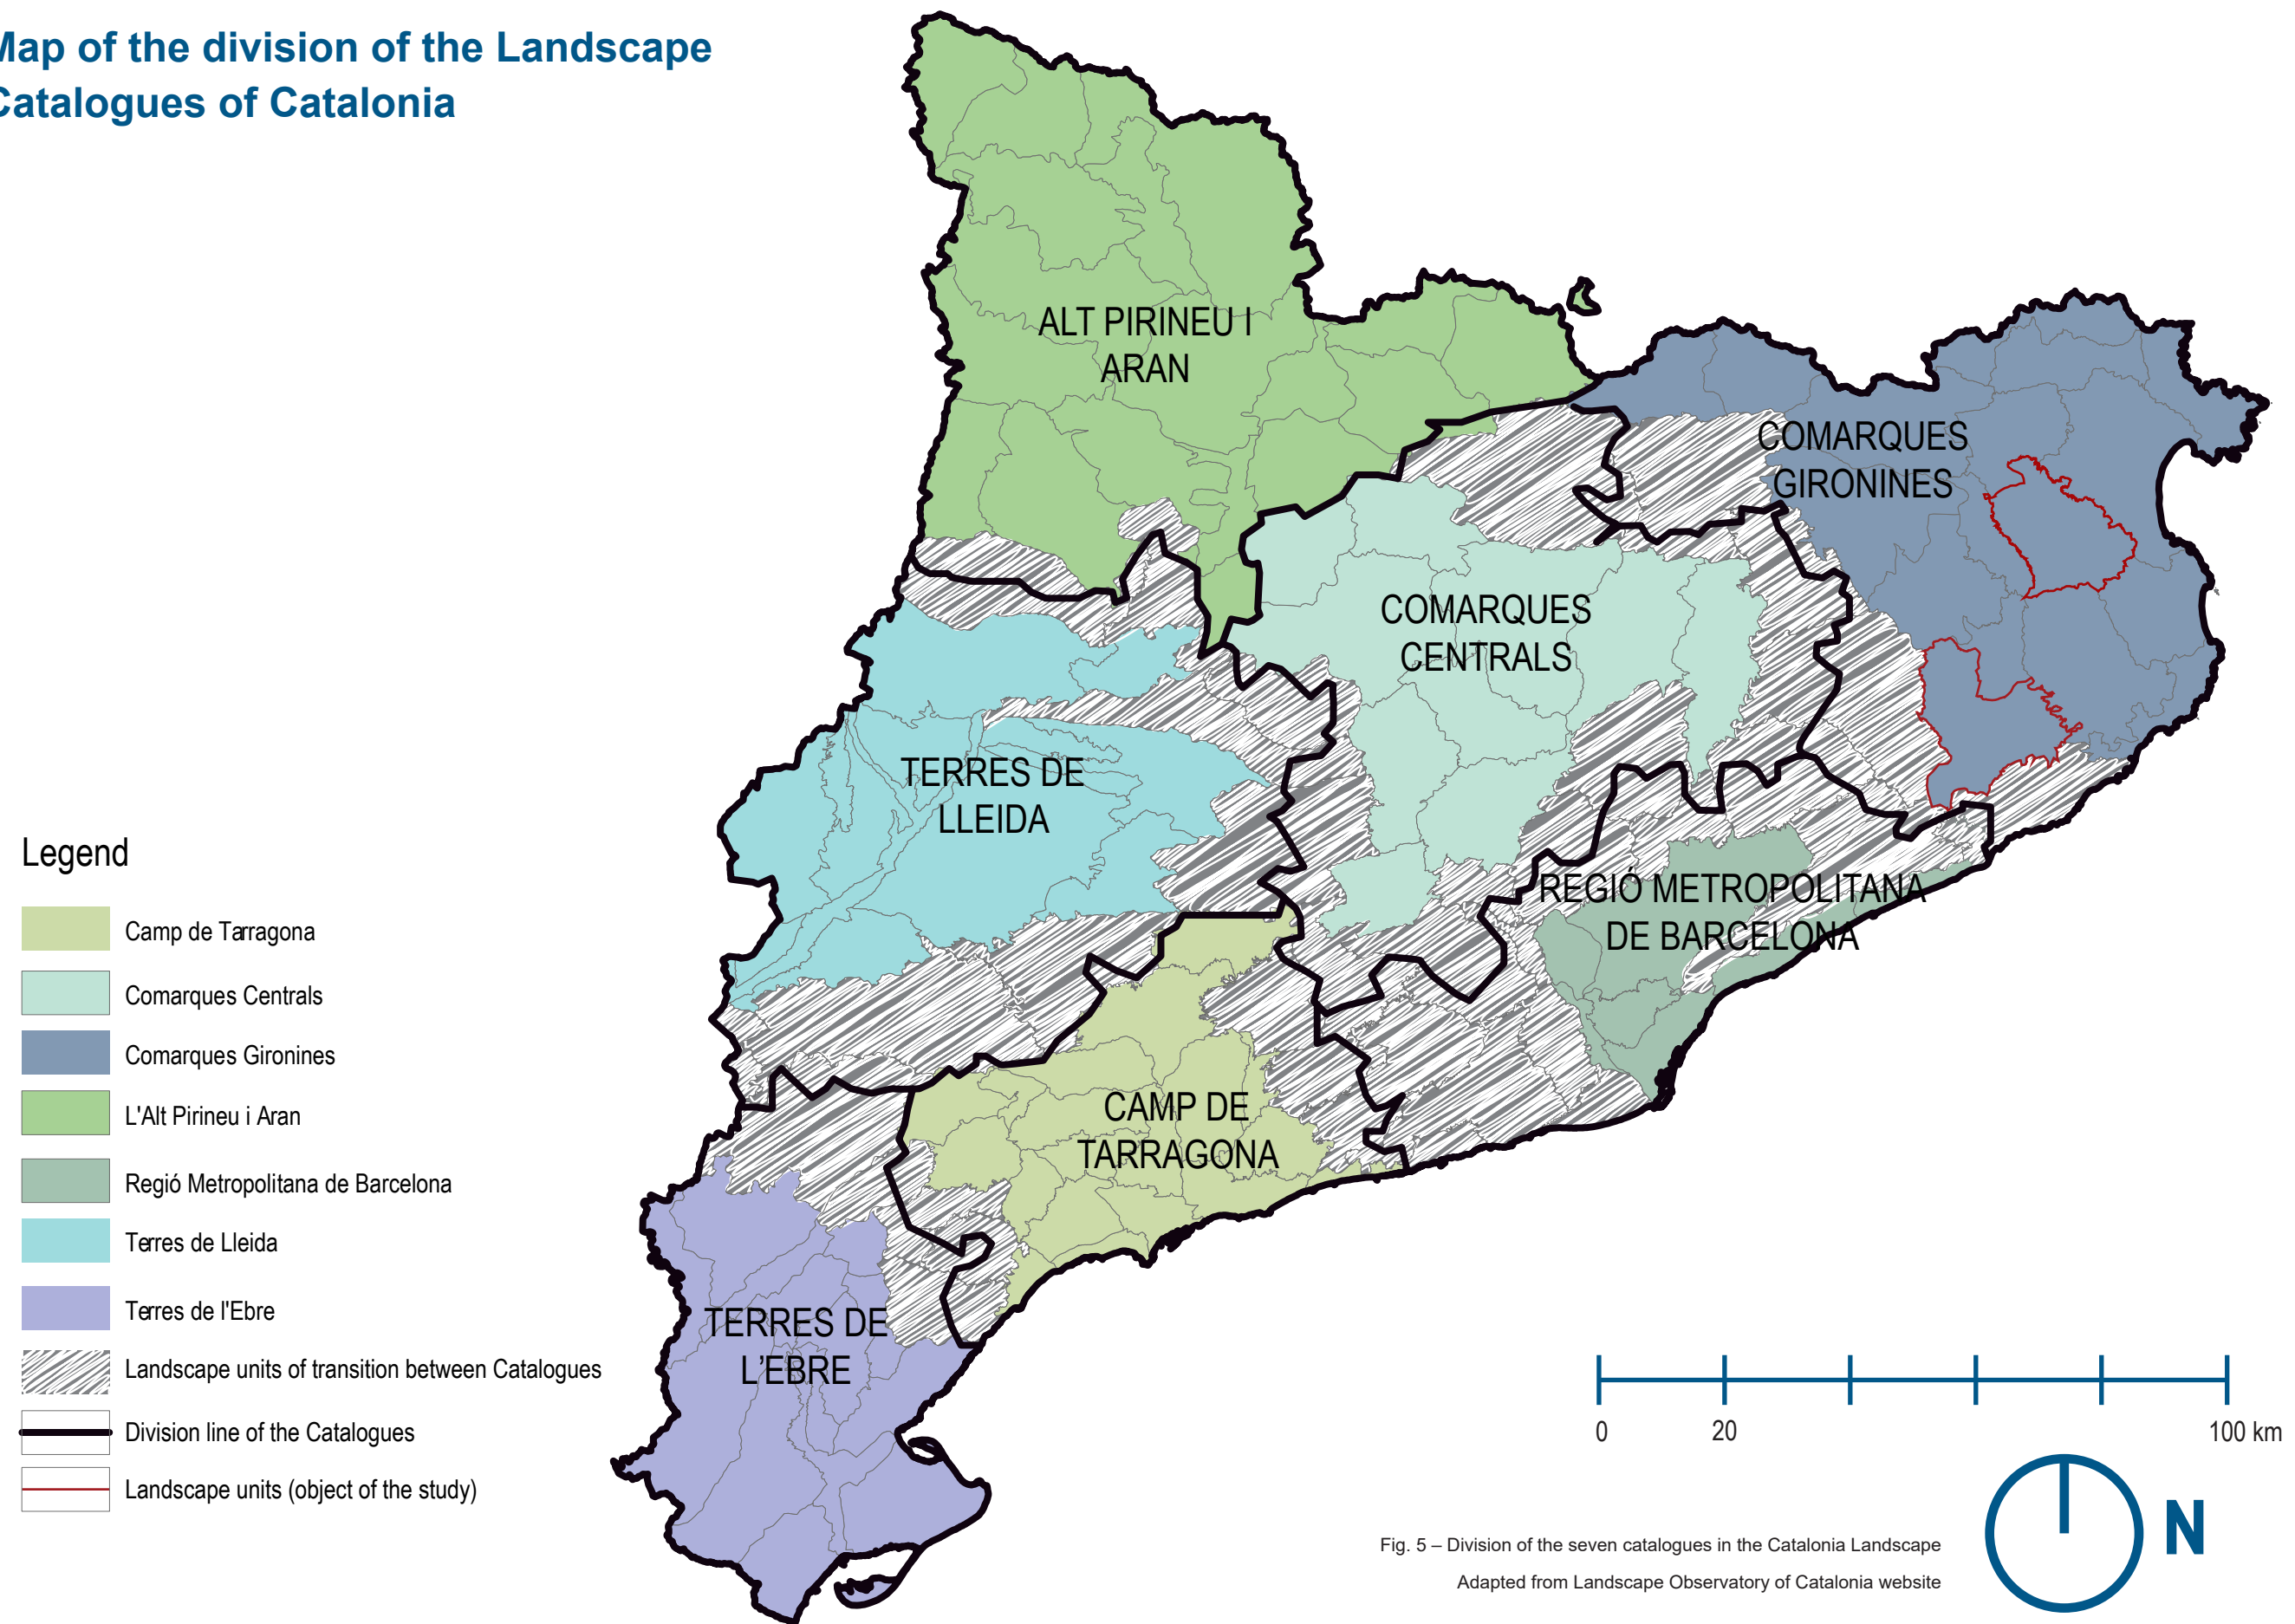 Map of the division of the Landscape
Catalogues of Catalonia
ALT PIRINEU I
ARAN
COMARQUES
GIRONINES
COMARQUES
CENTRALS
TERRES DE
LLEIDA
REGIÓ METROPOLITANA
DE BARCELONA
CAMP DE
TARRAGONA
TERRES DE
L'EBRE
Legend
Camp de Tarragona
Comarques Centrals
Comarques Gironines
L'Alt Pirineu i Aran
Regió Metropolitana de Barcelona
Terres de Lleida
Terres de l'Ebre
Landscape units of transition between Catalogues
Division line of the Catalogues
Landscape units (object of the study)
0 20 100 km
N
Fig. 5 – Division of the seven catalogues in the Catalonia Landscape
Adapted from Landscape Observatory of Catalonia website